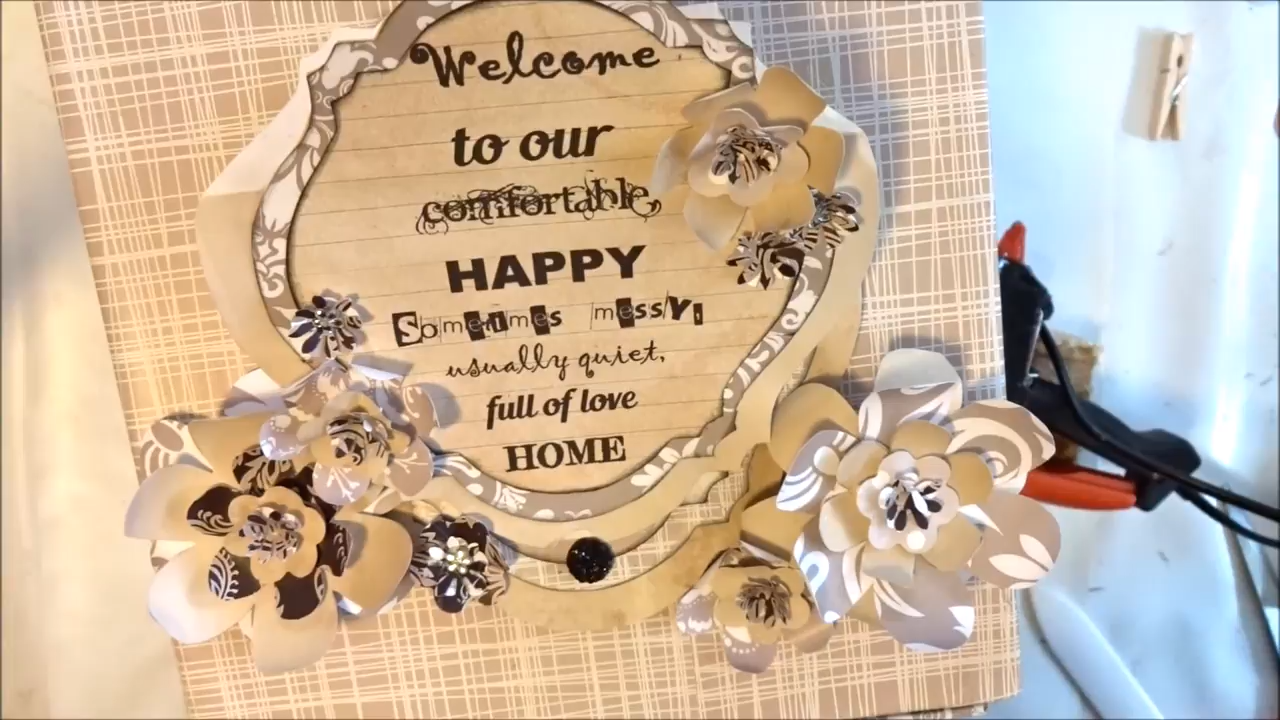 Welcome
to our
comfortable,
HAPPY
Sometimes messy,
usually quiet,
full of love
HOME